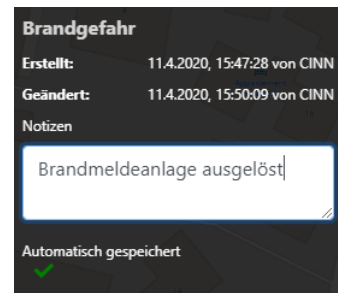 Brandgefahr
Erstellt: 11.4.2020, 15:47:28 von CINN
Geändert: 11.4.2020, 15:50:09 von CINN
Notizen
Brandmeldeanlage ausgelöst
Automatisch gespeichert